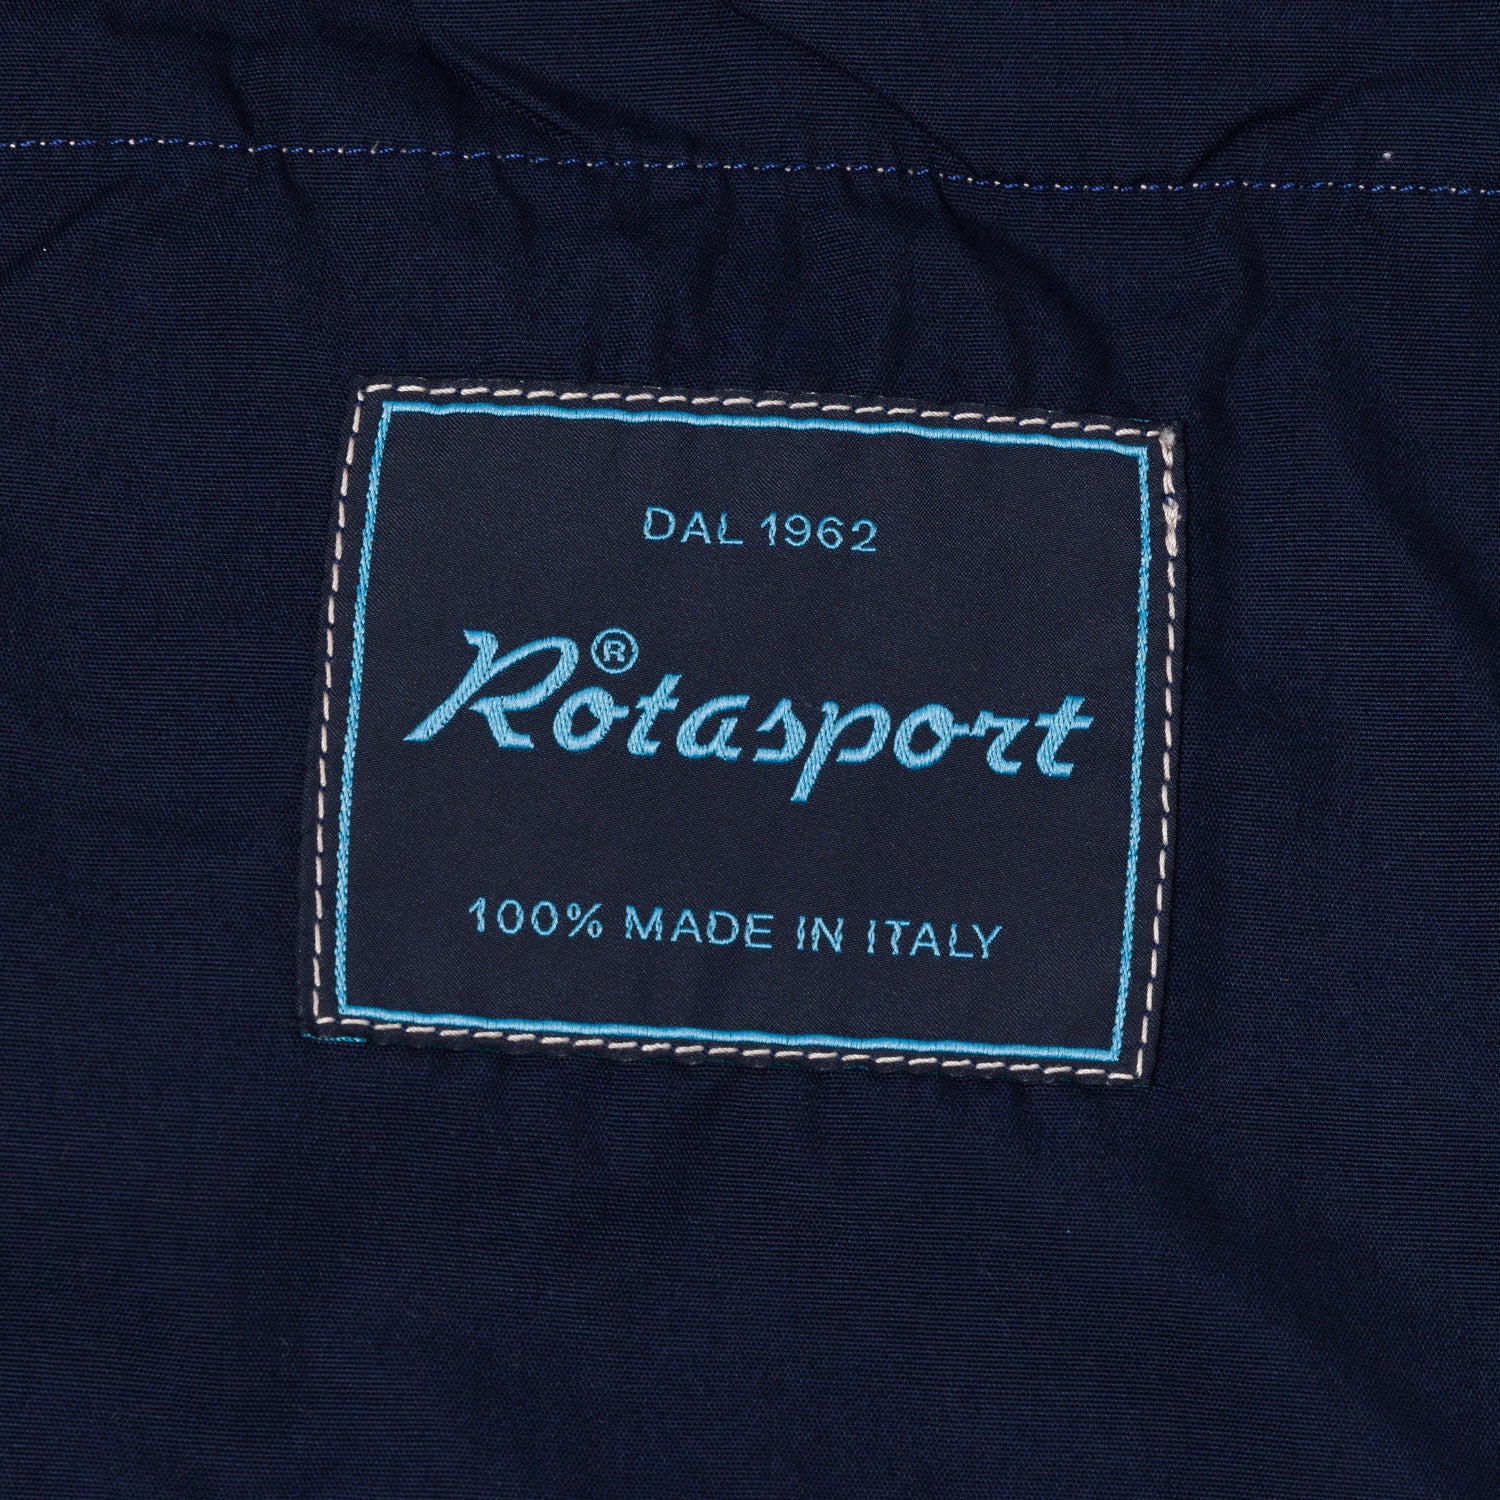 DAL 1962
Rotasport®
100% MADE IN ITALY